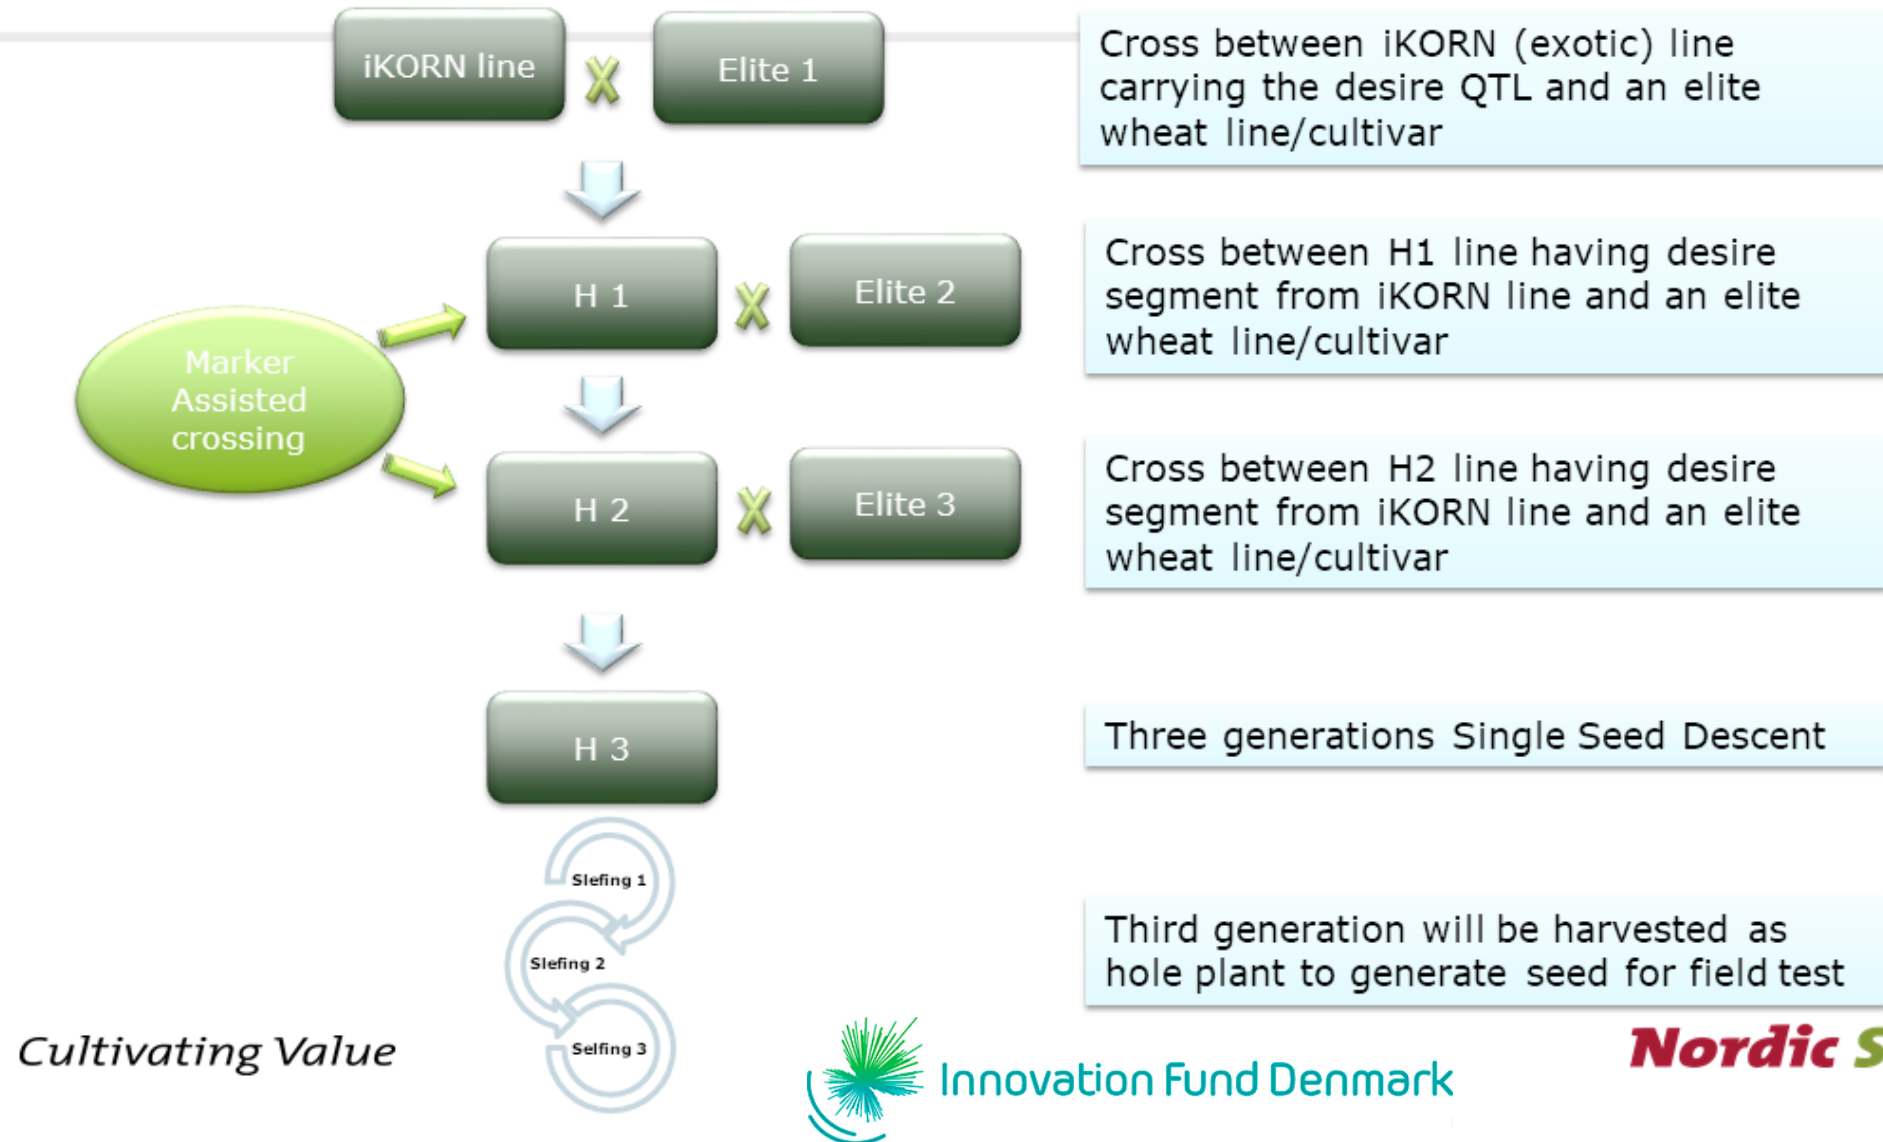 iKORN line
X
Elite 1
Cross between iKORN (exotic) line
carrying the desire QTL and an elite
wheat line/cultivar
H 1
X
Elite 2
Cross between H1 line having desire
segment from iKORN line and an elite
wheat line/cultivar
Marker
Assisted
crossing
H 2
X
Elite 3
Cross between H2 line having desire
segment from iKORN line and an elite
wheat line/cultivar
H 3
Three generations Single Seed Descent
Slefing 1
Slefing 2
Selfing 3
Third generation will be harvested as
hole plant to generate seed for field test
Cultivating Value
Innovation Fund Denmark
Nordic S